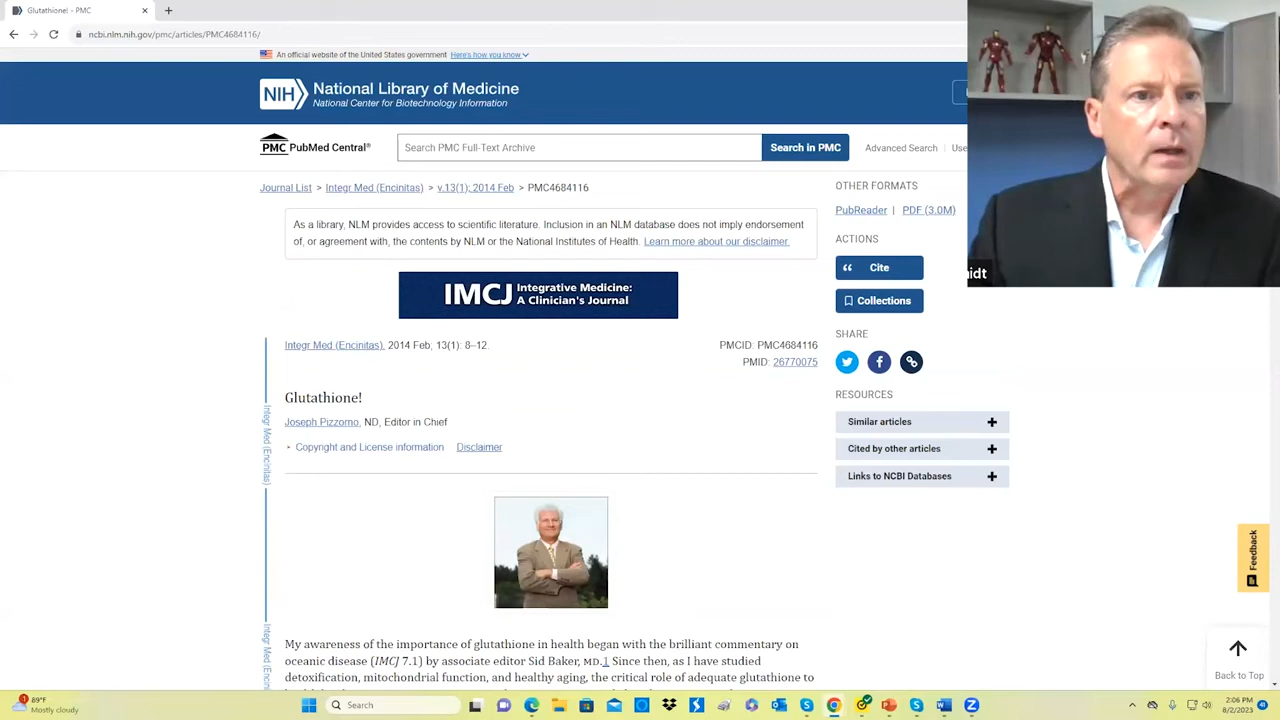 Glutathione! - PMC
ncbi.nlm.nih.gov/pmc/articles/PMC4684116/
An official website of the United States government Here's how you know
NIH National Library of Medicine
National Center for Biotechnology Information
PMC PubMed Central®
Search PMC Full-Text Archive
Search in PMC
Advanced Search
Journal List > Integr Med (Encinitas) > v.13(1); 2014 Feb > PMC4684116
As a library, NLM provides access to scientific literature. Inclusion in an NLM database does not imply endorsement
of, or agreement with, the contents by NLM or the National Institutes of Health. Learn more about our disclaimer.
IMCJ Integrative Medicine:
A Clinician's Journal
Integr Med (Encinitas). 2014 Feb; 13(1): 8–12.
PMCID: PMC4684116
PMID: 26770075
Glutathione!
Joseph Pizzorno, ND, Editor in Chief
Copyright and License information Disclaimer
My awareness of the importance of glutathione in health began with the brilliant commentary on
oceanic disease (IMCJ 7.1) by associate editor Sid Baker, MD.1 Since then, as I have studied
detoxification, mitochondrial function, and healthy aging, the critical role of adequate glutathione to
Integr Med (Encinitas)
OTHER FORMATS
PubReader | PDF (3.0M)
ACTIONS
Cite
Collections
SHARE
RESOURCES
Similar articles
Cited by other articles
Links to NCBI Databases
Feedback
Back to Top
89°F
Mostly cloudy
Search
2:06 PM
8/2/2023